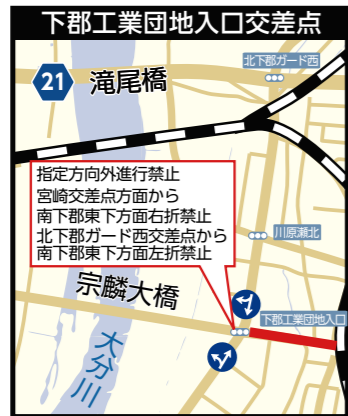 下郡工業団地入口交差点
北下郡ガード西
21 滝尾橋
指定方向外進行禁止
宮崎交差点方面から
南下郡東下方面右折禁止
北下郡ガード西交差点から
南下郡東下方面左折禁止
川原瀬北
宗麟大橋
下郡工業団地入口
大分川